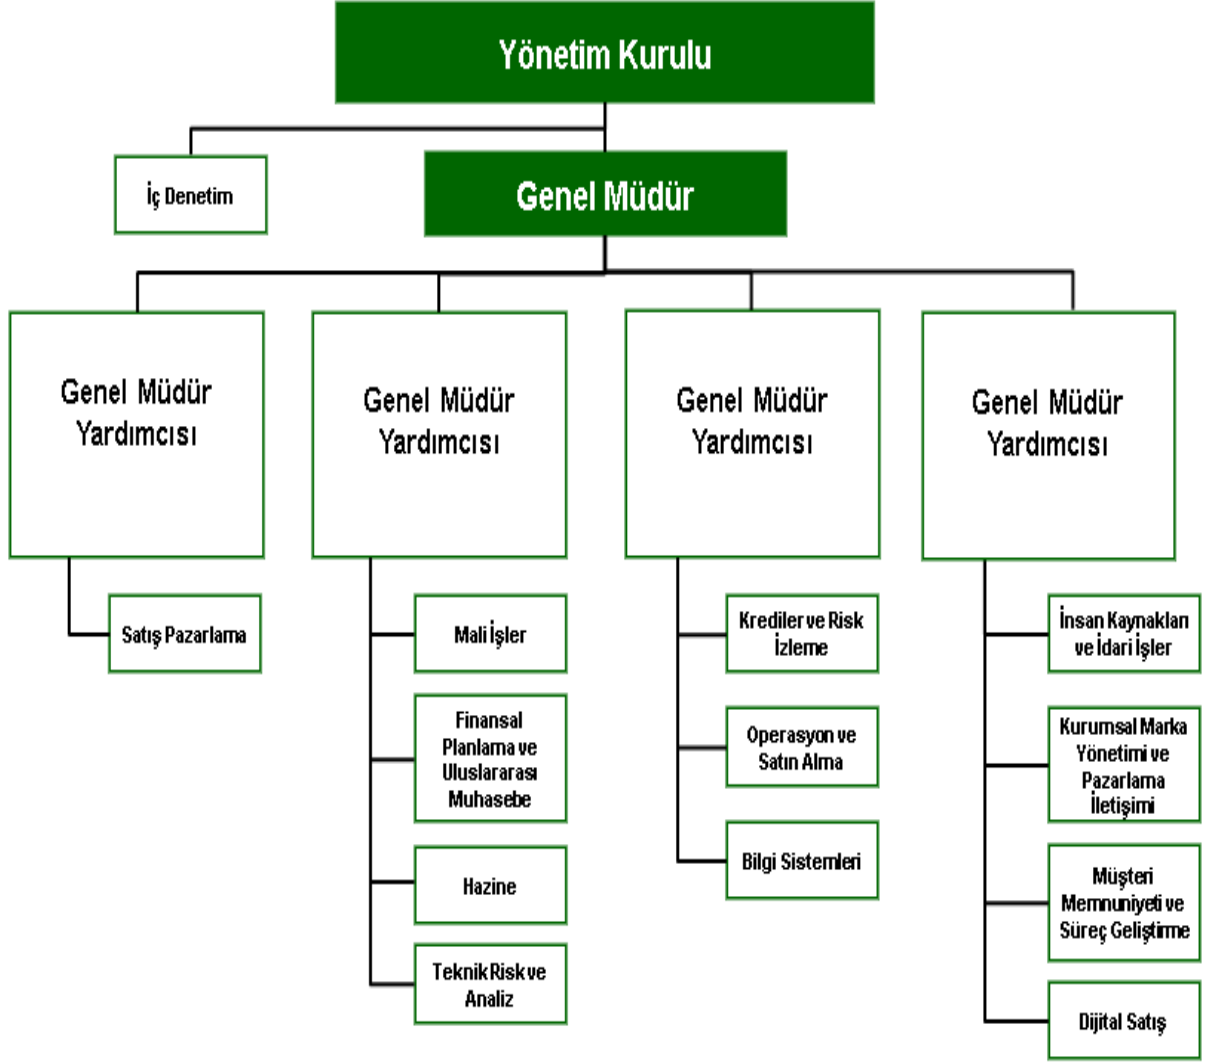 Yönetim Kurulu
İç Denetim
Genel Müdür
Genel Müdür
Yardımcısı
Satış Pazarlama
Genel Müdür
Yardımcısı
Mali İşler
Finansal
Planlama ve
Uluslararası
Muhasebe
Hazine
Teknik Risk ve
Analiz
Genel Müdür
Yardımcısı
Krediler ve Risk
İzleme
Operasyon ve
Satın Alma
Bilgi Sistemleri
Genel Müdür
Yardımcısı
İnsan Kaynakları
ve İdari İşler
Kurumsal Marka
Yönetimi ve
Pazarlama
İletişimi
Müşteri
Memnuniyeti ve
Süreç Geliştirme
Dijital Satış